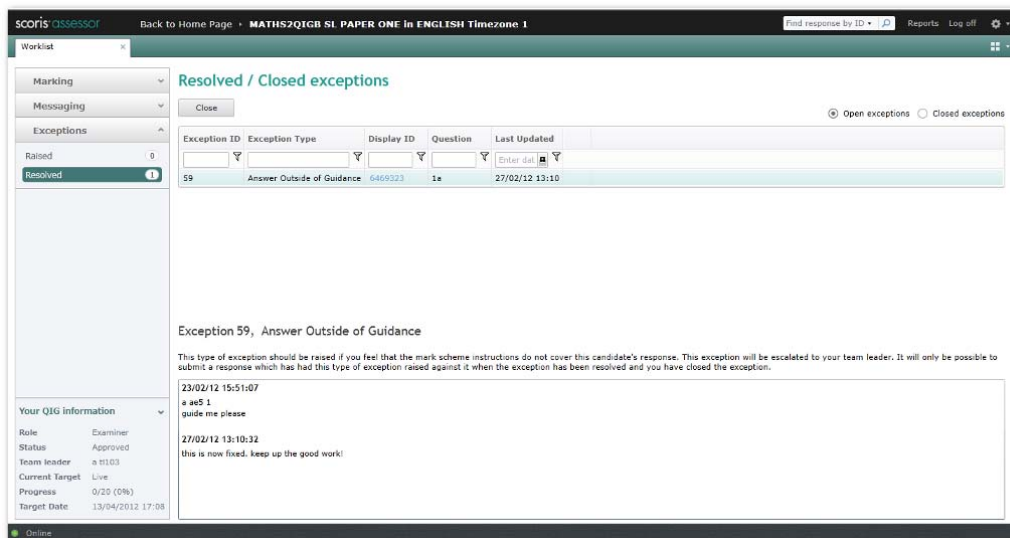 scoris assessor Back to Home Page • MATHS2QIGB SL PAPER ONE in ENGLISH Timezone 1 Find response by ID Reports Log off
Worklist x
Marking
Messaging
Exceptions
Raised 0
Resolved 1
Resolved / Closed exceptions
Close
Open exceptions Closed exceptions
Exception ID Exception Type Display ID Question Last Updated
Enter dat
59 Answer Outside of Guidance 6469323 1a 27/02/12 13:10
Exception 59, Answer Outside of Guidance
This type of exception should be raised if you feel that the mark scheme instructions do not cover this candidate's response. This exception will be escalated to your team leader. It will only be possible to
submit a response which has had this type of exception raised against it when the exception has been resolved and you have closed the exception.
23/02/12 15:51:07
a ae5 1
guide me please
27/02/12 13:10:32
this is now fixed. keep up the good work!
Your QIG information
Role Examiner
Status Approved
Team leader a tl103
Current Target Live
Progress 0/20 (0%)
Target Date 13/04/2012 17:08
Online